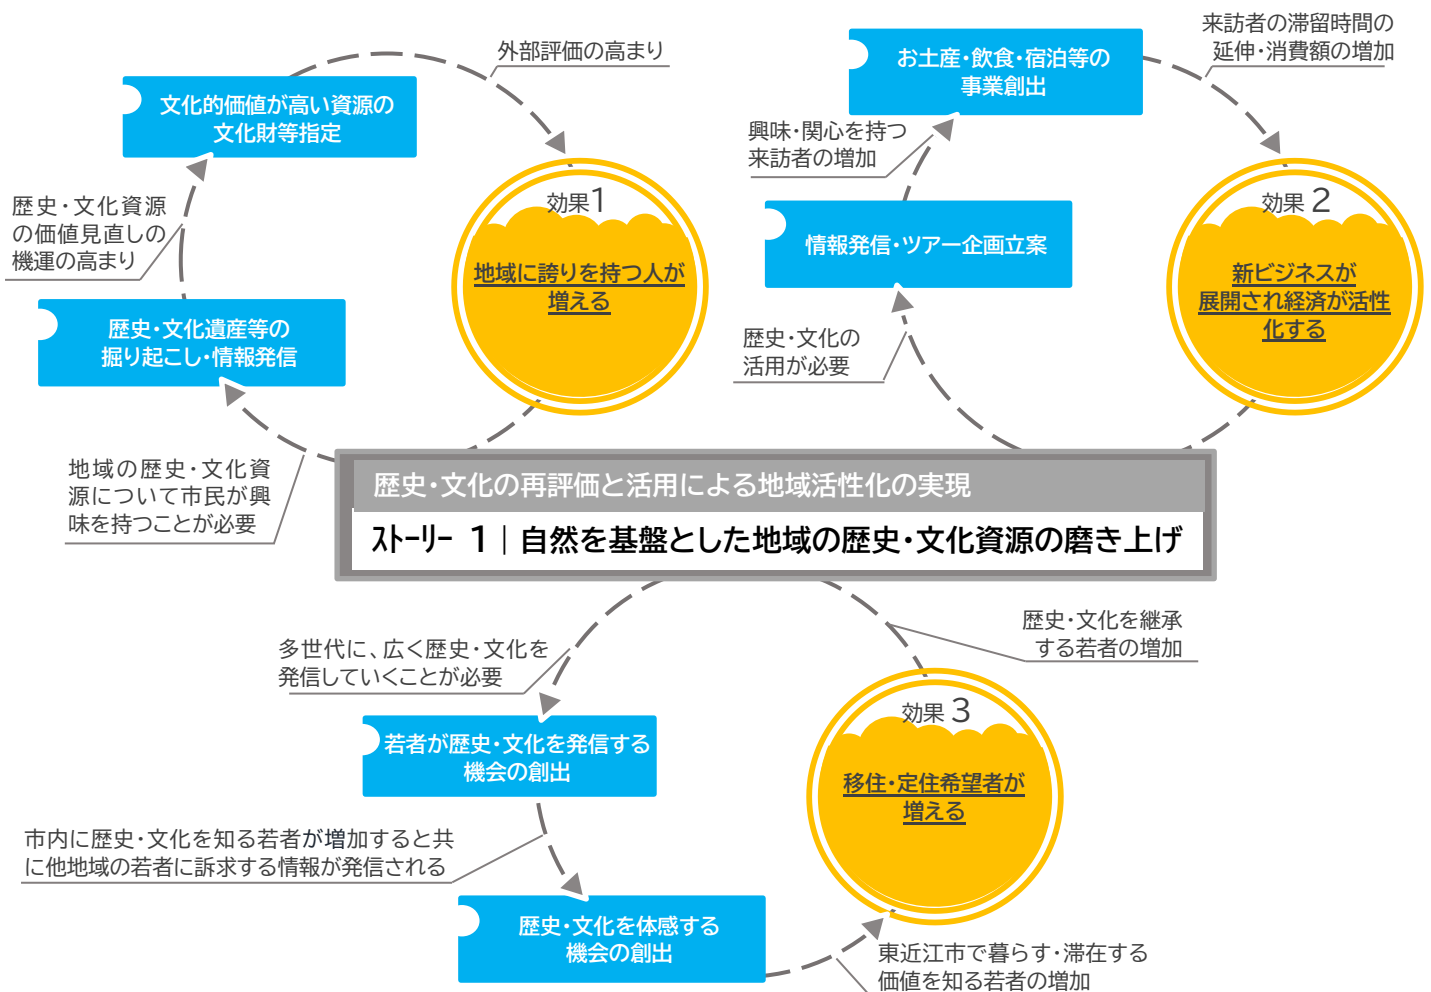 外部評価の高まり
文化的価値が高い資源の
文化財等指定
歴史・文化資源
の価値見直しの
機運の高まり
歴史・文化遺産等の
掘り起こし・情報発信
地域の歴史・文化資
源について市民が興
味を持つことが必要
効果1
地域に誇りを持つ人が
増える
来訪者の滞留時間の
延伸・消費額の増加
お土産・飲食・宿泊等の
事業創出
興味・関心を持つ
来訪者の増加
情報発信・ツアー企画立案
歴史・文化の
活用が必要
効果 2
新ビジネスが
展開され経済が活性
化する
歴史・文化の再評価と活用による地域活性化の実現
ｽﾄｰﾘｰ 1｜自然を基盤とした地域の歴史・文化資源の磨き上げ
多世代に、広く歴史・文化を
発信していくことが必要
若者が歴史・文化を発信する
機会の創出
市内に歴史・文化を知る若者が増加すると共
に他地域の若者に訴求する情報が発信される
歴史・文化を体感する
機会の創出
歴史・文化を継承
する若者の増加
効果 3
移住・定住希望者が
増える
東近江市で暮らす・滞在する
価値を知る若者の増加